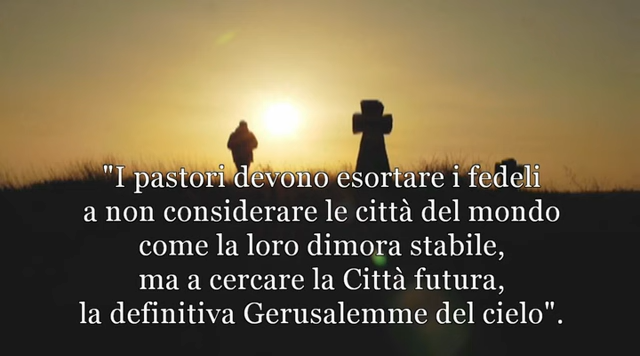 "I pastori devono esortare i fedeli
a non considerare le città del mondo
come la loro dimora stabile,
ma a cercare la Città futura,
la definitiva Gerusalemme del cielo".